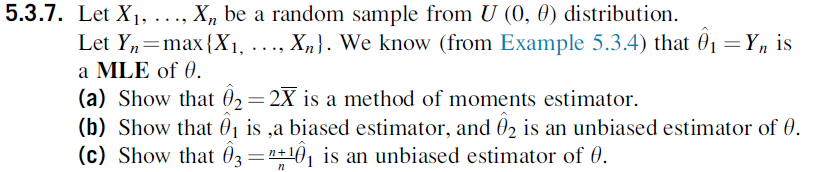 5.3.7. Let X₁, ..., Xₙ be a random sample from U (0, θ) distribution.
Let Yₙ=max{X₁, ..., Xₙ}. We know (from Example 5.3.4) that θ̂₁ =Yₙ is
a MLE of θ.
(a) Show that θ̂₂ =2X̅ is a method of moments estimator.
(b) Show that θ̂₁ is ,a biased estimator, and θ̂₂ is an unbiased estimator of θ.
(c) Show that θ̂₃ = \frac{n+1}{n}θ̂₁ is an unbiased estimator of θ.